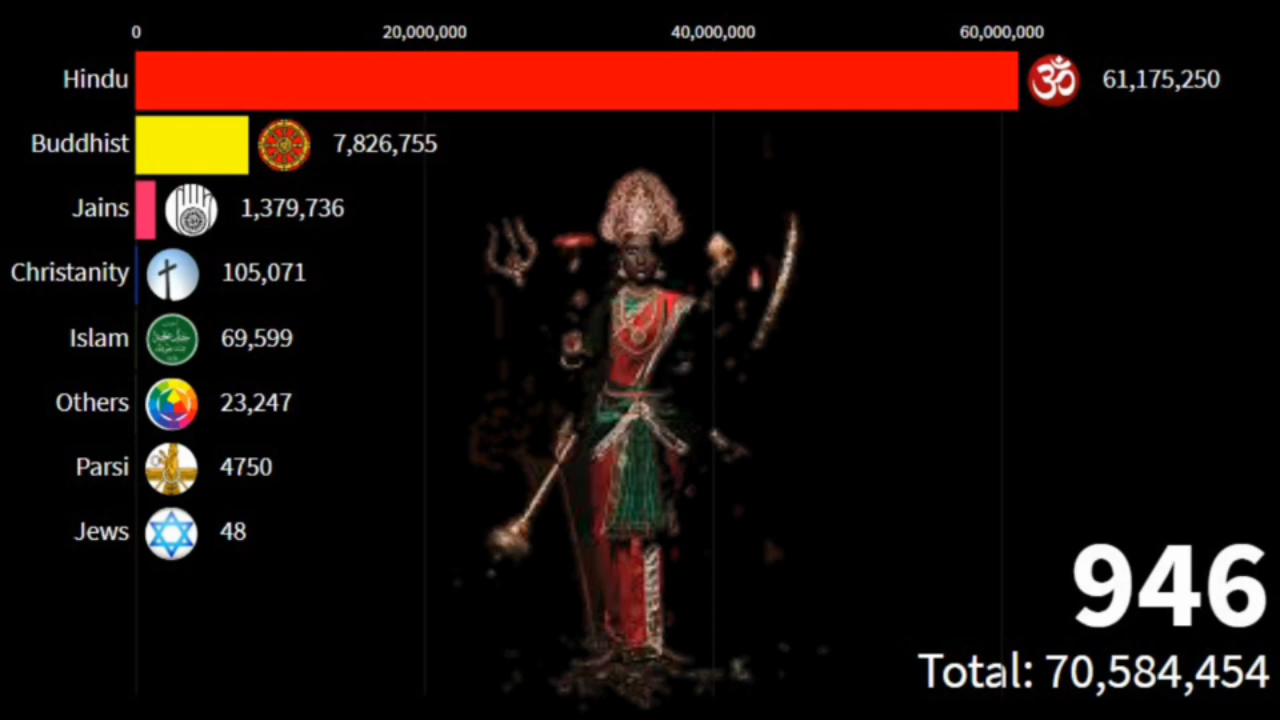 0 20,000,000 40,000,000 60,000,000
Hindu ॐ 61,175,250
Buddhist 7,826,755
Jains 1,379,736
Christanity 105,071
Islam 69,599
Others 23,247
Parsi 4750
Jews 48
946
Total: 70,584,454